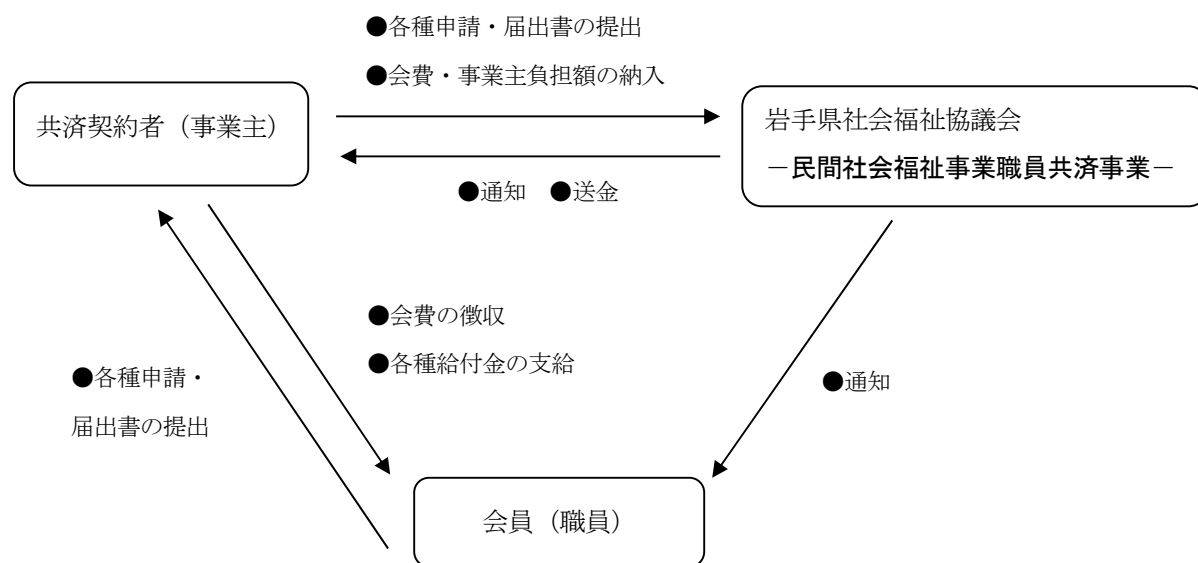 ●各種申請・届出書の提出
●会費・事業主負担額の納入
共済契約者（事業主）
岩手県社会福祉協議会
－民間社会福祉事業職員共済事業－
●通知　●送金
●会費の徴収
●各種給付金の支給
●各種申請・
届出書の提出
●通知
会員（職員）